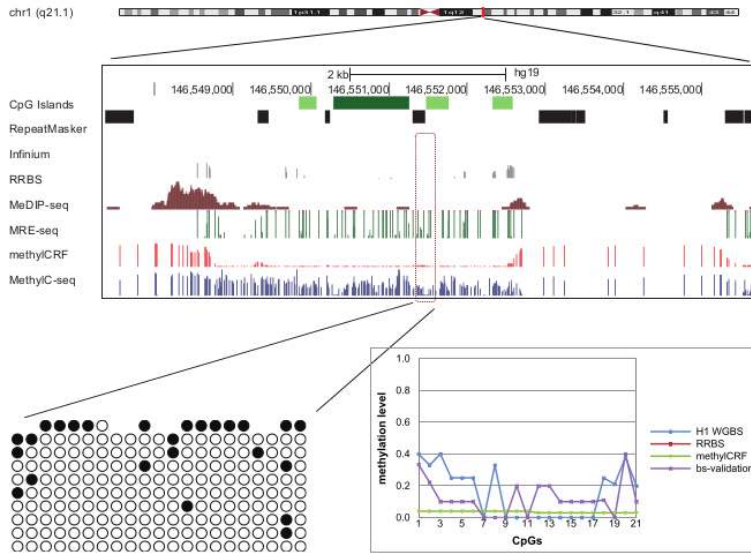 chr1 (q21.1)
2 kb hg19
146,549,000 146,550,000 146,551,000 146,552,000 146,553,000 146,554,000 146,555,000
CpG Islands
RepeatMasker
Infinium
RRBS
MeDIP-seq
MRE-seq
methylCRF
MethylC-seq
1.0
0.8
0.6
0.4
0.2
0.0
methylation level
1 3 5 7 9 11 13 15 17 19 21
CpGs
H1 WGBS
RRBS
methylCRF
bs-validation